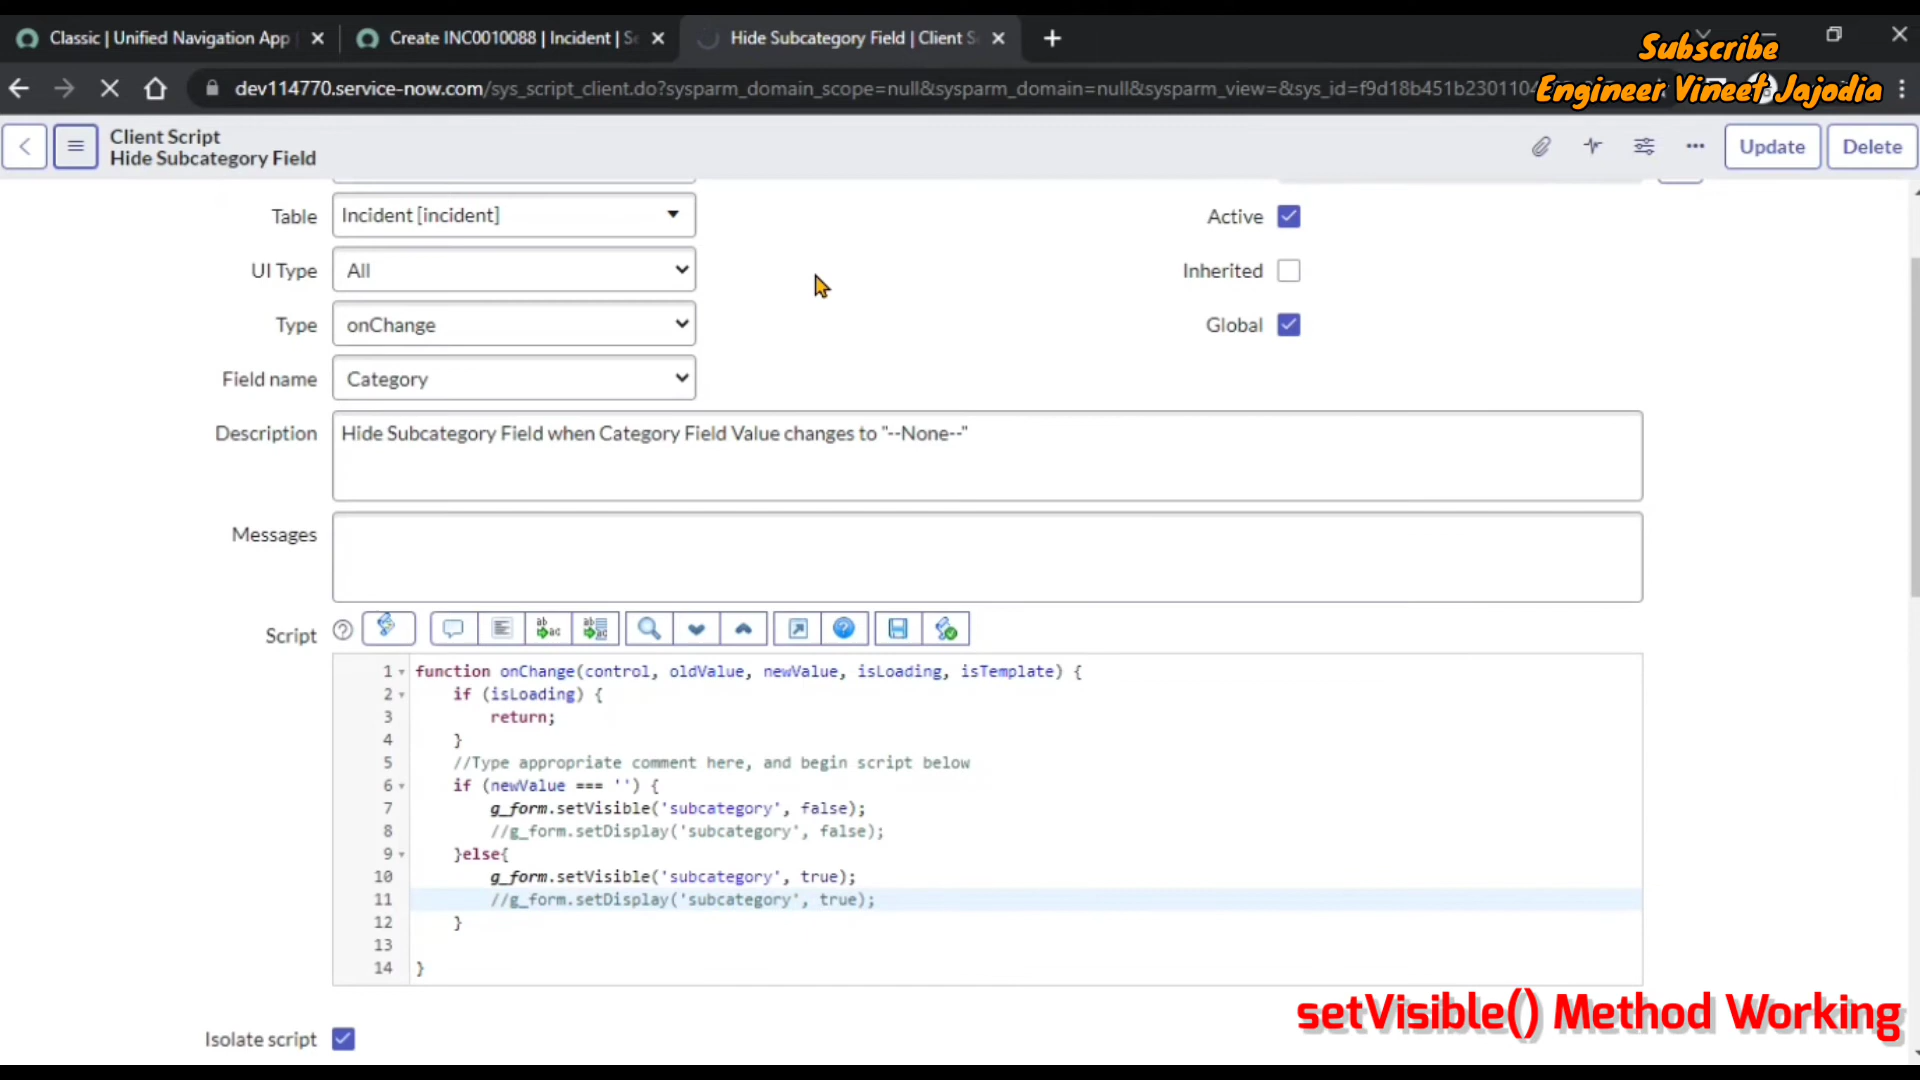 Classic | Unified Navigation App
Create INC0010088 | Incident | Se
Hide Subcategory Field | Client S
Subscribe
Engineer Vineet Jajodia
dev114770.service-now.com/sys_script_client.do?sysparm_domain_scope=null&sysparm_domain=null&sysparm_view=&sys_id=f9d18b451b2301104
Client Script
Hide Subcategory Field
Update
Delete
Table
Incident [incident]
Active
UI Type
All
Inherited
Type
onChange
Global
Field name
Category
Description
Hide Subcategory Field when Category Field Value changes to "--None--"
Messages
Script
1 function onChange(control, oldValue, newValue, isLoading, isTemplate) {
2 if (isLoading) {
3 return;
4 }
5 //Type appropriate comment here, and begin script below
6 if (newValue === '') {
7 g_form.setVisible('subcategory', false);
8 //g_form.setDisplay('subcategory', false);
9 }else{
10 g_form.setVisible('subcategory', true);
11 //g_form.setDisplay('subcategory', true);
12 }
13
14 }
setVisible() Method Working
Isolate script